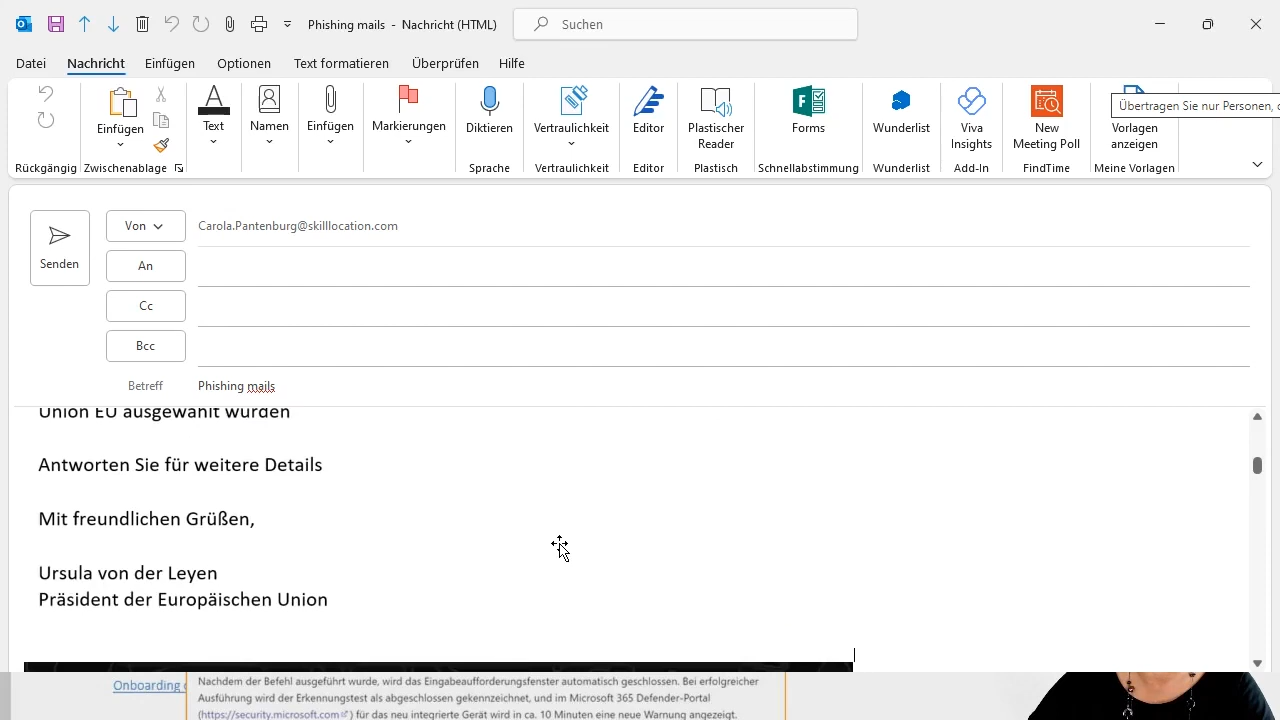 Phishing mails - Nachricht (HTML)
Suchen
Datei
Nachricht
Einfügen
Optionen
Text formatieren
Überprüfen
Hilfe
Einfügen
Text
Namen
Einfügen
Markierungen
Diktieren
Vertraulichkeit
Editor
Plastischer
Reader
Forms
Wunderlist
Viva
Insights
New
Meeting Poll
Vorlagen
anzeigen
Übertragen Sie nur Personen,
Rückgängig
Zwischenablage
Sprache
Vertraulichkeit
Editor
Plastisch
Schnellabstimmung
Wunderlist
Add-In
FindTime
Meine Vorlagen
Senden
Von
Carola.Pantenburg@skilllocation.com
An
Cc
Bcc
Betreff
Phishing mails
Union EU ausgewählt wurden
Antworten Sie für weitere Details
Mit freundlichen Grüßen,
Ursula von der Leyen
Präsident der Europäischen Union
Onboarding
Nachdem der Befehl ausgeführt wurde, wird das Eingabeaufforderungsfenster automatisch geschlossen. Bei erfolgreicher
Ausführung wird der Erkennungstest als abgeschlossen gekennzeichnet, und im Microsoft 365 Defender-Portal
(https://security.microsoft.com) für das neu integrierte Gerät wird in ca. 10 Minuten eine neue Warnung angezeigt.